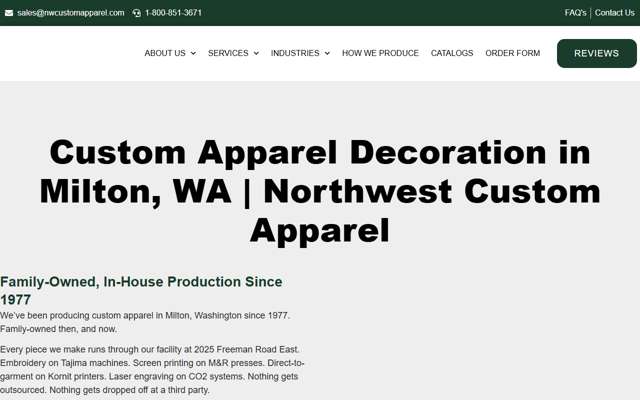 sales@nwcustomapparel.com 1-800-851-3671 FAQ's Contact Us
ABOUT US SERVICES INDUSTRIES HOW WE PRODUCE CATALOGS ORDER FORM REVIEWS
Custom Apparel Decoration in
Milton, WA | Northwest Custom
Apparel
Family-Owned, In-House Production Since
1977
We've been producing custom apparel in Milton, Washington since 1977.
Family-owned then, and now.
Every piece we make runs through our facility at 2025 Freeman Road East.
Embroidery on Tajima machines. Screen printing on M&R presses. Direct-to-
garment on Kornit printers. Laser engraving on CO2 systems. Nothing gets
outsourced. Nothing gets dropped off at a third party.